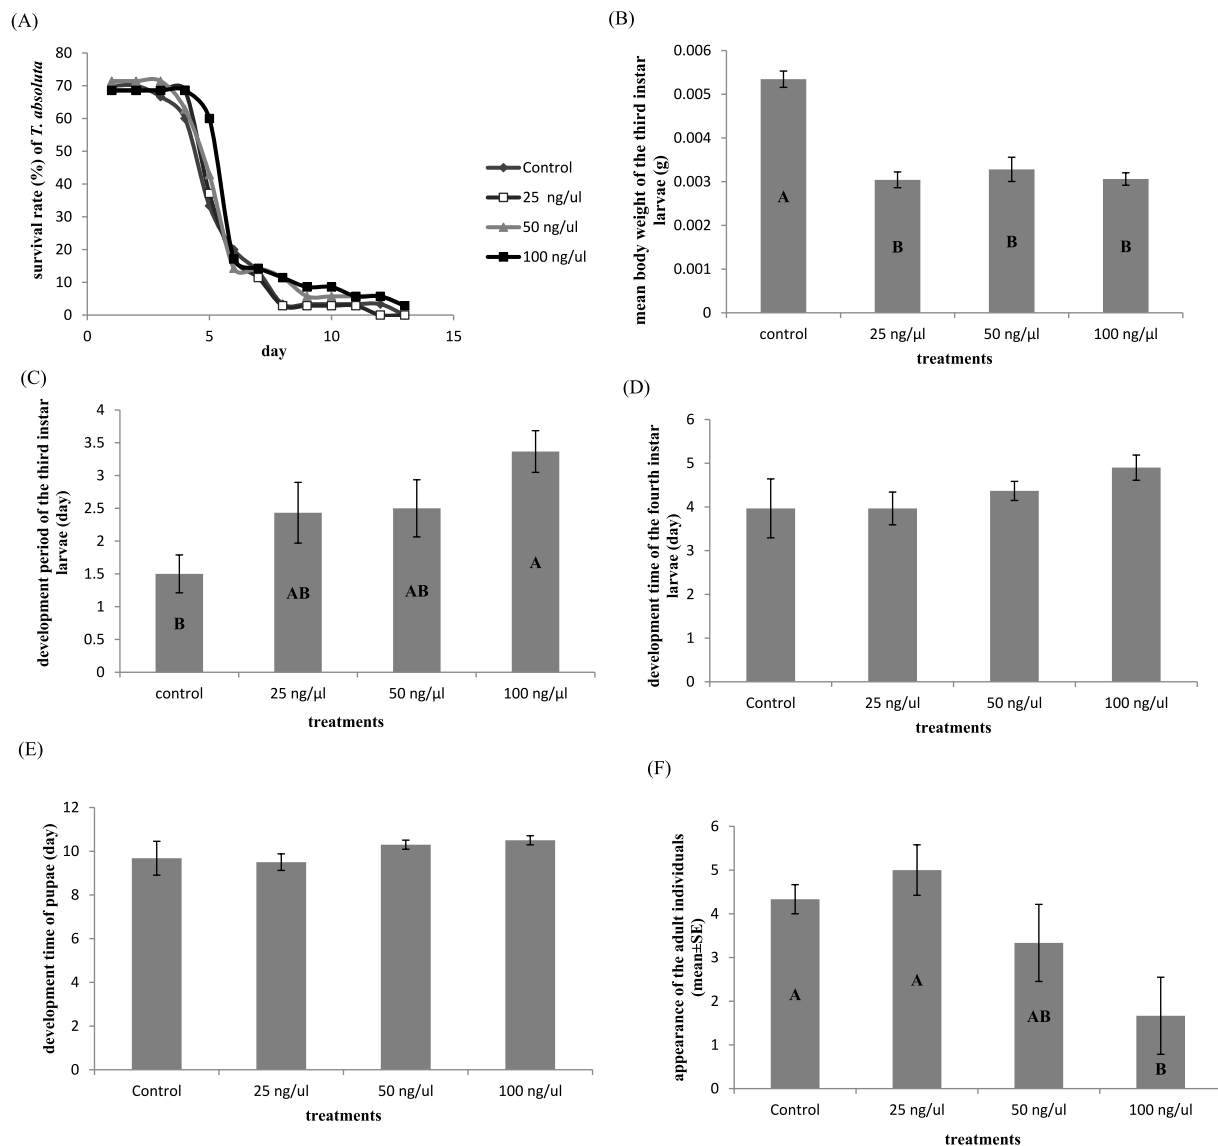 (A)
survival rate (%) of T. absoluta
80
70
60
50
40
30
20
10
0
0
5
10
15
day
Control
25 ng/ul
50 ng/ul
100 ng/ul
(B)
mean body weight of the third instar
larvae (g)
0.006
0.005
0.004
0.003
0.002
0.001
0
A
B
B
B
control
25 ng/µl
50 ng/µl
100 ng/µl
treatments
(C)
development period of the third instar
larvae (day)
4
3.5
3
2.5
2
1.5
1
0.5
0
B
AB
AB
A
control
25 ng/µl
50 ng/µl
100 ng/µl
treatments
(D)
development time of the fourth instar
larvae (day)
6
5
4
3
2
1
0
Control
25 ng/ul
50 ng/ul
100 ng/ul
treatments
(E)
development time of pupae (day)
12
10
8
6
4
2
0
Control
25 ng/ul
50 ng/ul
100 ng/ul
treatments
(F)
appearance of the adult individuals
(mean±SE)
6
5
4
3
2
1
0
A
A
AB
B
Control
25 ng/ul
50 ng/ul
100 ng/ul
treatments